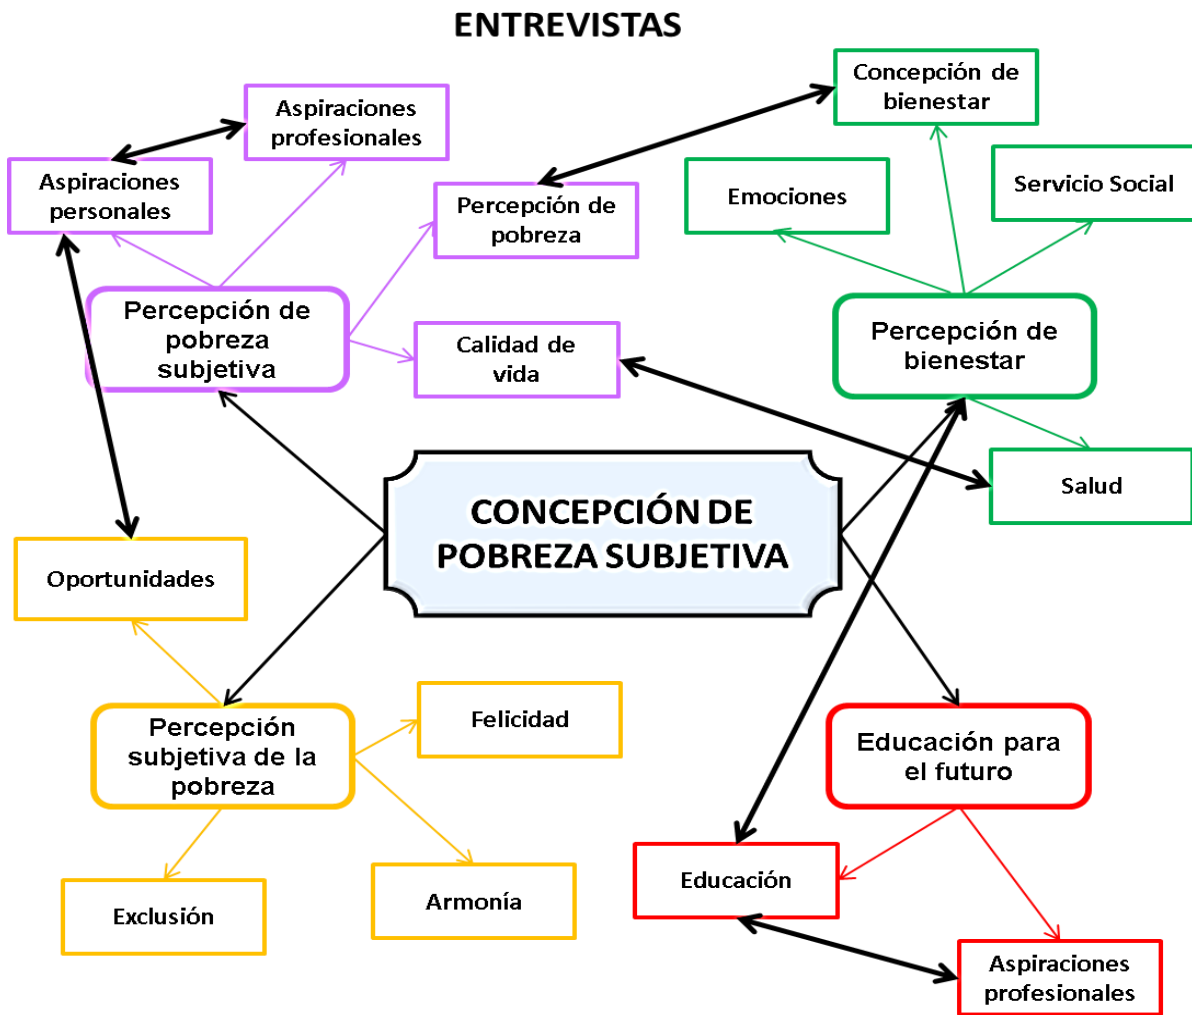 ENTREVISTAS
Concepción de
bienestar
Aspiraciones
profesionales
Aspiraciones
personales
Emociones
Servicio Social
Percepción de
pobreza
Percepción de
pobreza
subjetiva
Percepción de
bienestar
Calidad de
vida
Salud
CONCEPCIÓN DE
POBREZA SUBJETIVA
Oportunidades
Percepción
subjetiva de la
pobreza
Felicidad
Educación para
el futuro
Educación
Armonía
Exclusión
Aspiraciones
profesionales